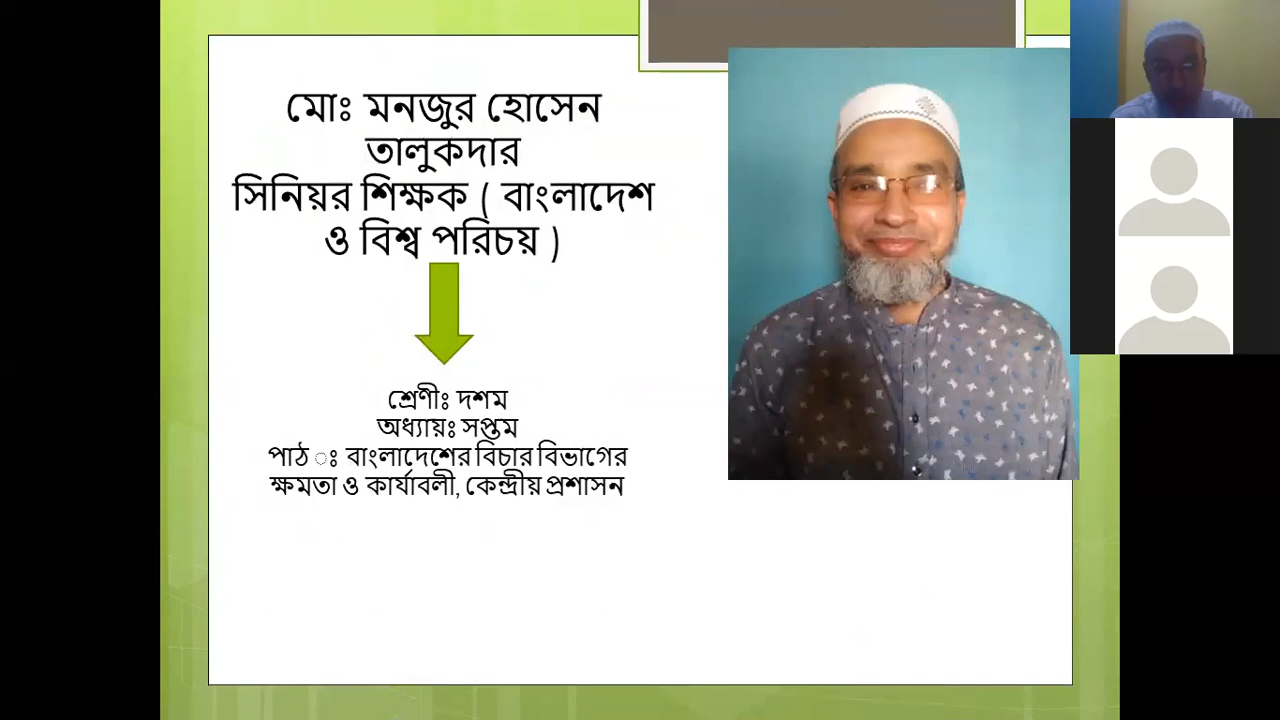 মোঃ মনজুর হোসেন
তালুকদার
সিনিয়র শিক্ষক ( বাংলাদেশ
ও বিশ্ব পরিচয় )
শ্রেণীঃ দশম
অধ্যায়ঃ সপ্তম
পাঠ ঃ বাংলাদেশের বিচার বিভাগের
ক্ষমতা ও কার্যাবলী, কেন্দ্রীয় প্রশাসন